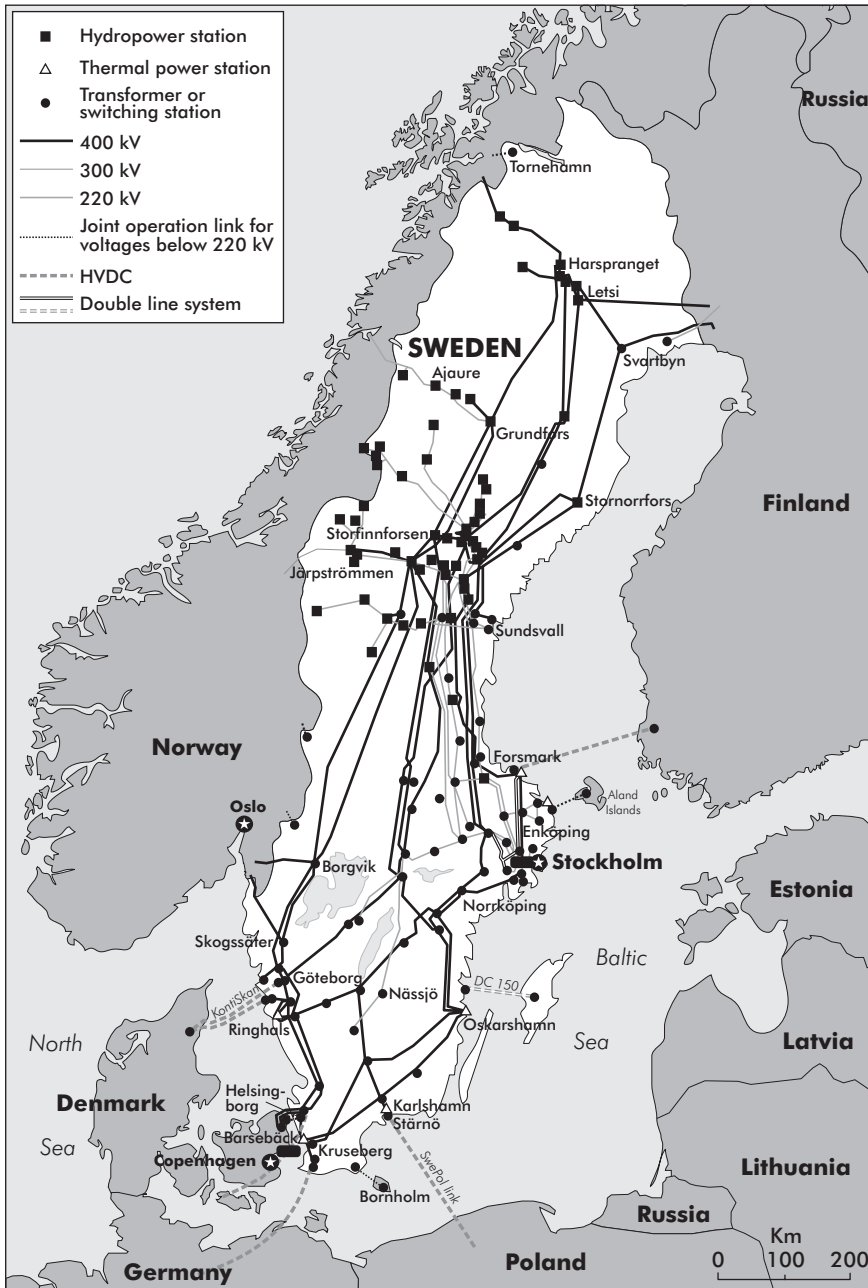 Hydropower station
Thermal power station
Transformer or
switching station
400 kV
300 kV
220 kV
Joint operation link for
voltages below 220 kV
HVDC
Double line system
Russia
Tornehamn
Harspranget
Letsi
SWEDEN
Ajaure
Svartbyn
Grundfors
Stornorrfors
Finland
Storfinnforsen
Järpströmmen
Sundsvall
Norway
Forsmark
Aland
Islands
Oslo
Enköping
Stockholm
Borgvik
Estonia
Norrköping
Skogssäter
Baltic
Göteborg
DC 150
KontiSkan
Nässjö
Ringhals
Oskarshamn
North
Sea
Latvia
Denmark
Helsing-
borg
Karlshamn
Stärnö
Sea
Barsebäck
Copenhagen
Kruseberg
SwePol link
Lithuania
Bornholm
Russia
Km
Germany
Poland
0 100 200